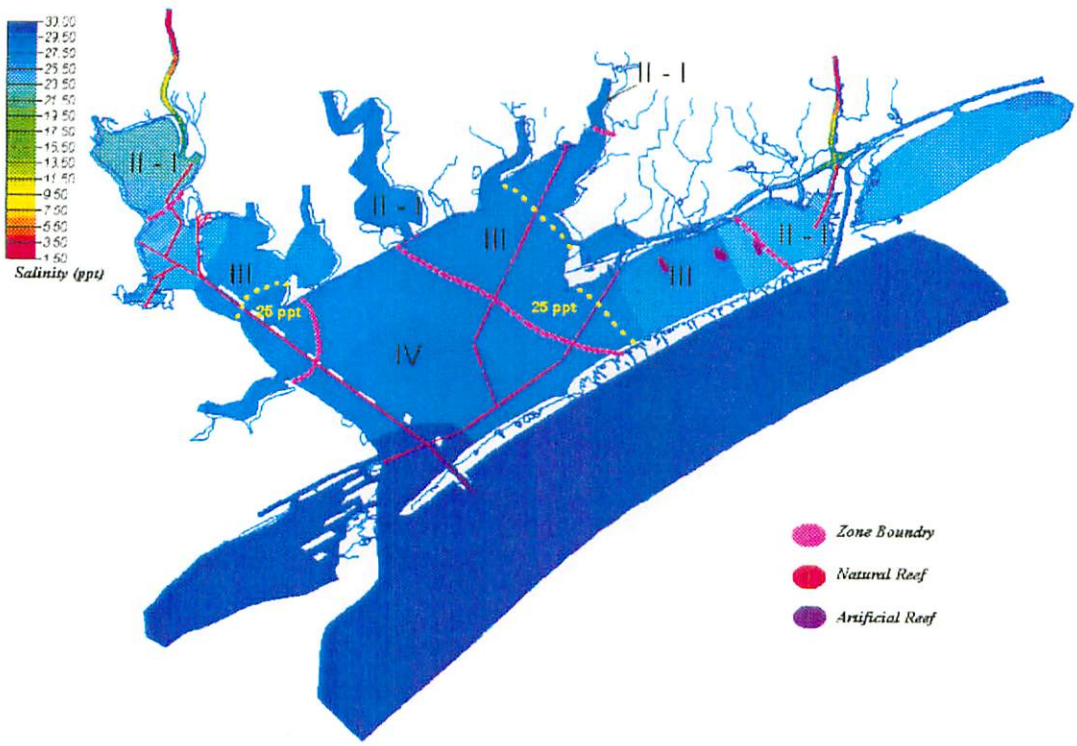 30.00
29.50
27.50
25.50
23.50
21.50
19.50
17.50
15.50
13.50
11.50
9.50
7.50
5.50
3.50
1.50
Salinity (ppt)
II - I
II - I
II - I
III
II - I
III
III
25 ppt
25 ppt
IV
Zone Boundry
Natural Reef
Artificial Reef